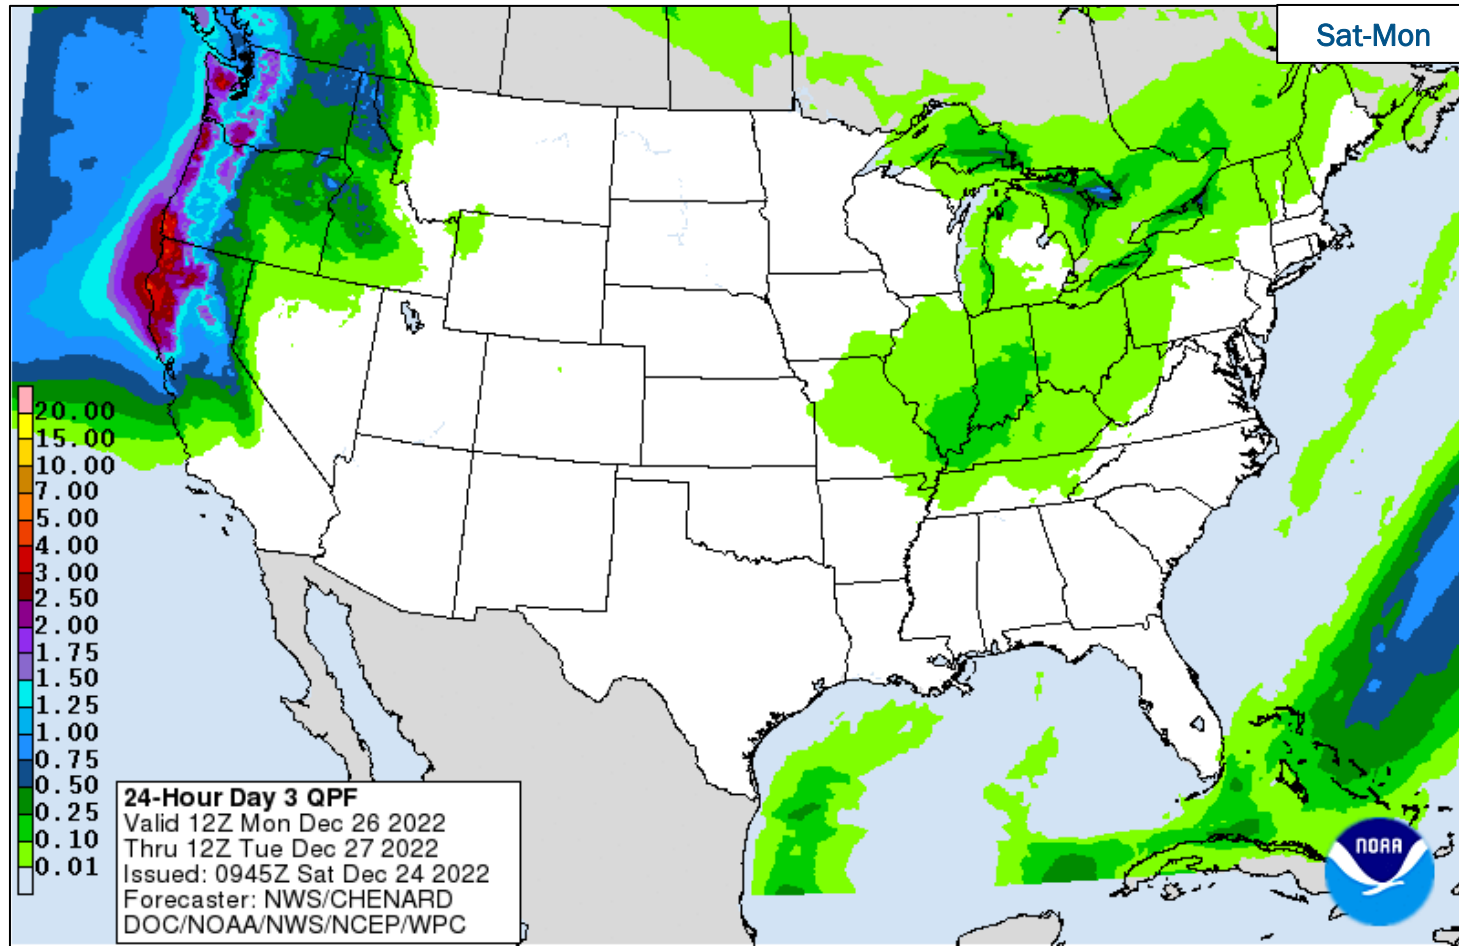 Sat-Mon
20.00
15.00
10.00
7.00
5.00
4.00
3.00
2.50
2.00
1.75
1.50
1.25
1.00
0.75
0.50
0.25
0.10
0.01
24-Hour Day 3 QPF
Valid 12Z Mon Dec 26 2022
Thru 12Z Tue Dec 27 2022
Issued: 0945Z Sat Dec 24 2022
Forecaster: NWS/CHENARD
DOC/NOAA/NWS/NCEP/WPC
NOAA